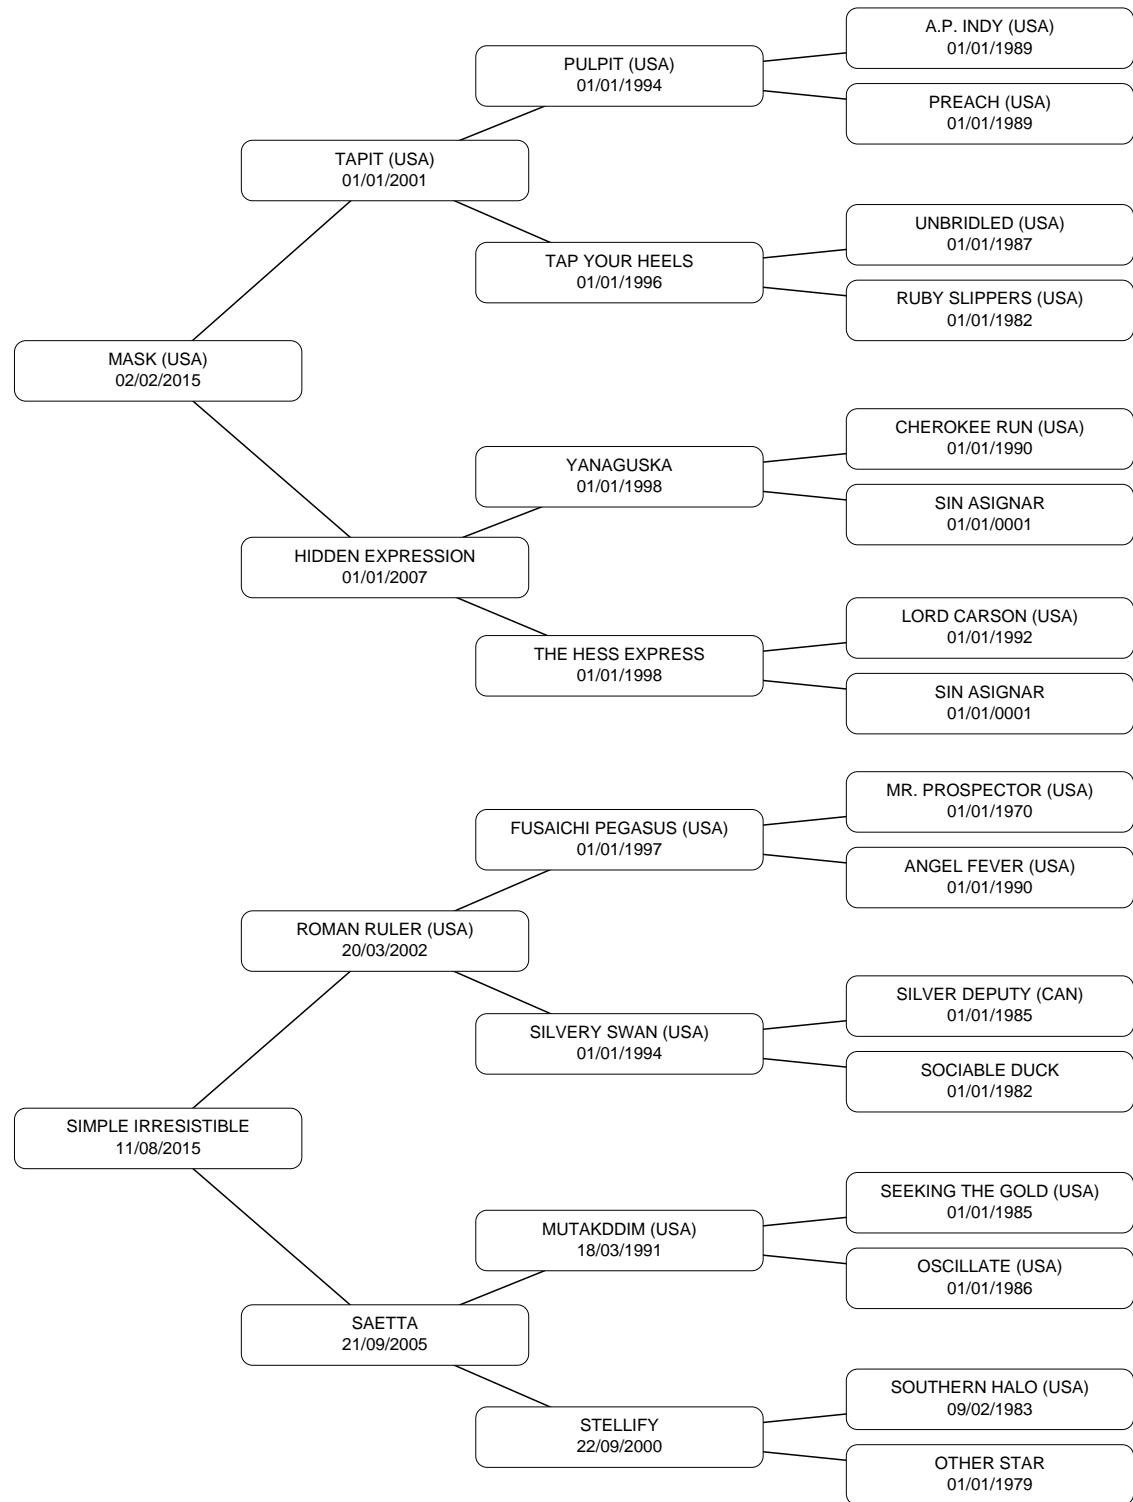 A.P. INDY (USA)
01/01/1989
PULPIT (USA)
01/01/1994
PREACH (USA)
01/01/1989
TAPIT (USA)
01/01/2001
UNBRIDLED (USA)
01/01/1987
TAP YOUR HEELS
01/01/1996
RUBY SLIPPERS (USA)
01/01/1982
MASK (USA)
02/02/2015
CHEROKEE RUN (USA)
01/01/1990
YANAGUSKA
01/01/1998
SIN ASIGNAR
01/01/0001
HIDDEN EXPRESSION
01/01/2007
LORD CARSON (USA)
01/01/1992
THE HESS EXPRESS
01/01/1998
SIN ASIGNAR
01/01/0001
MR. PROSPECTOR (USA)
01/01/1970
FUSAICHI PEGASUS (USA)
01/01/1997
ANGEL FEVER (USA)
01/01/1990
ROMAN RULER (USA)
20/03/2002
SILVER DEPUTY (CAN)
01/01/1985
SILVERY SWAN (USA)
01/01/1994
SOCIABLE DUCK
01/01/1982
SIMPLE IRRESISTIBLE
11/08/2015
SEEKING THE GOLD (USA)
01/01/1985
MUTAKDDIM (USA)
18/03/1991
OSCILLATE (USA)
01/01/1986
SAETTA
21/09/2005
SOUTHERN HALO (USA)
09/02/1983
STELLIFY
22/09/2000
OTHER STAR
01/01/1979